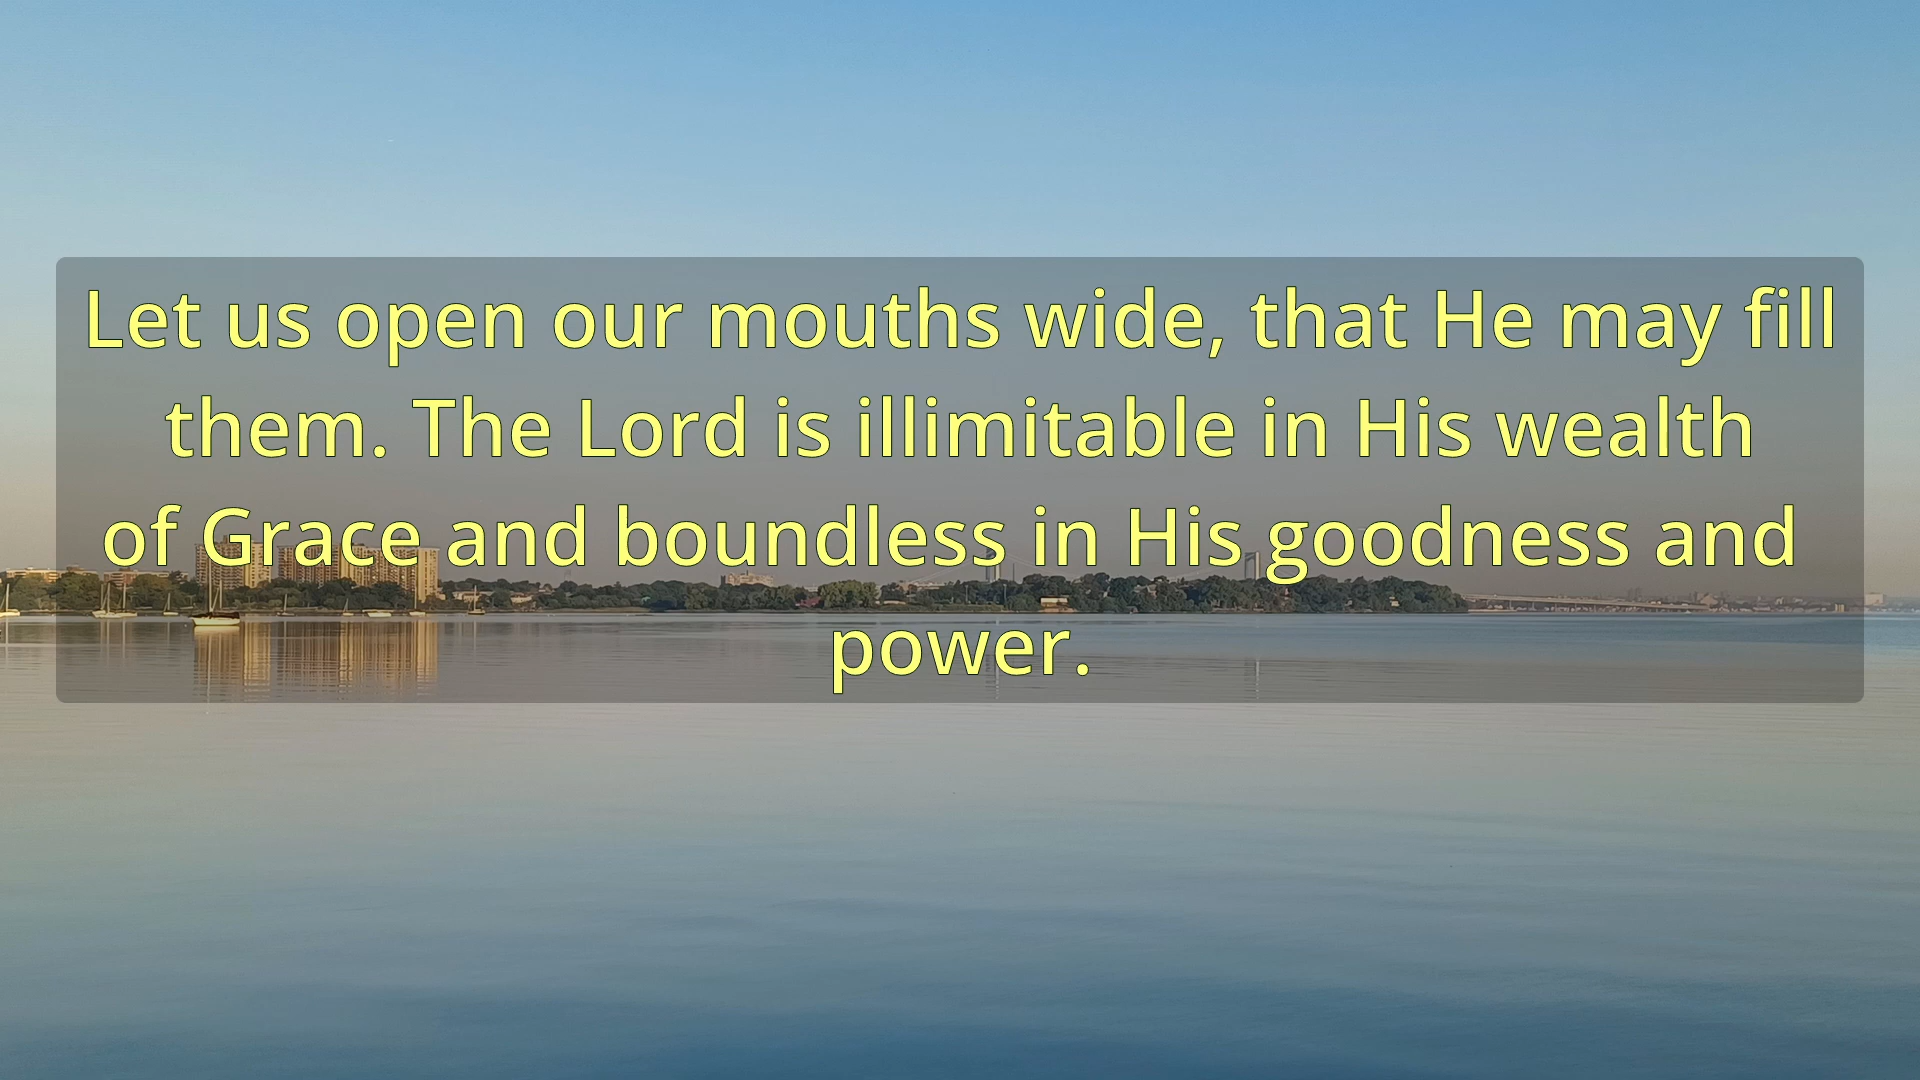 Let us open our mouths wide, that He may fill
them. The Lord is illimitable in His wealth
of Grace and boundless in His goodness and
power.